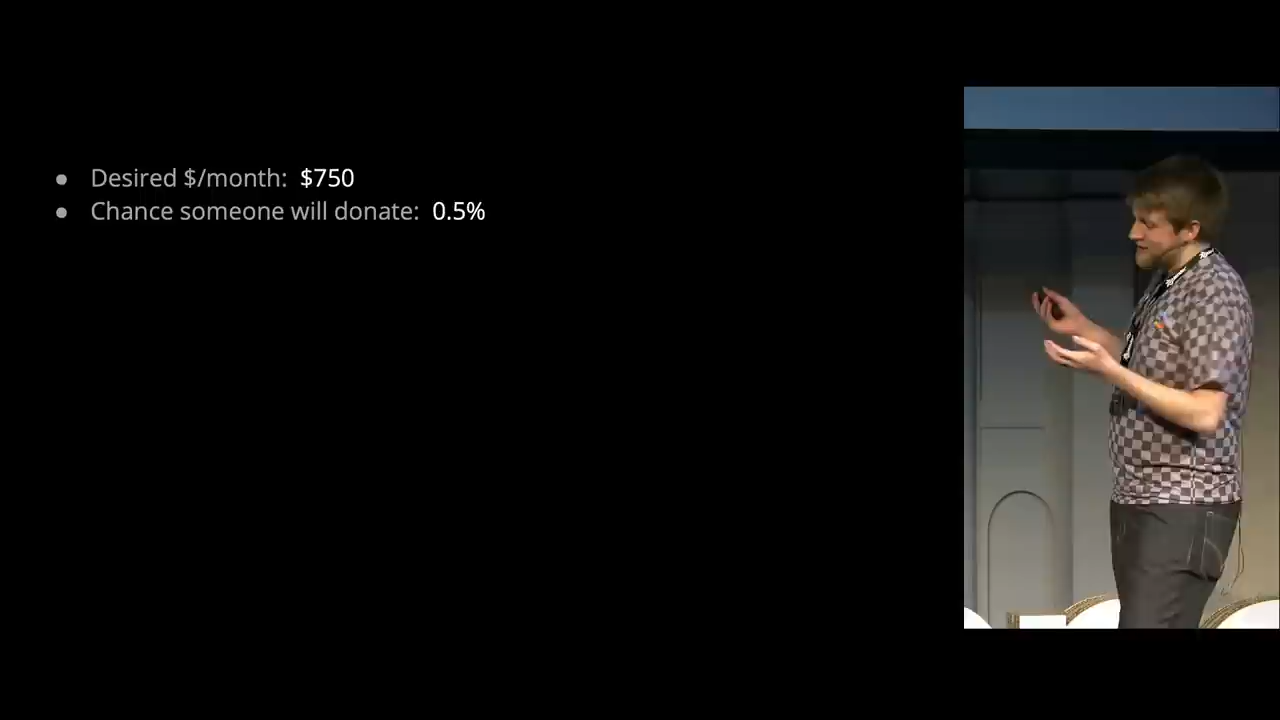 ● Desired $/month: $750
● Chance someone will donate: 0.5%